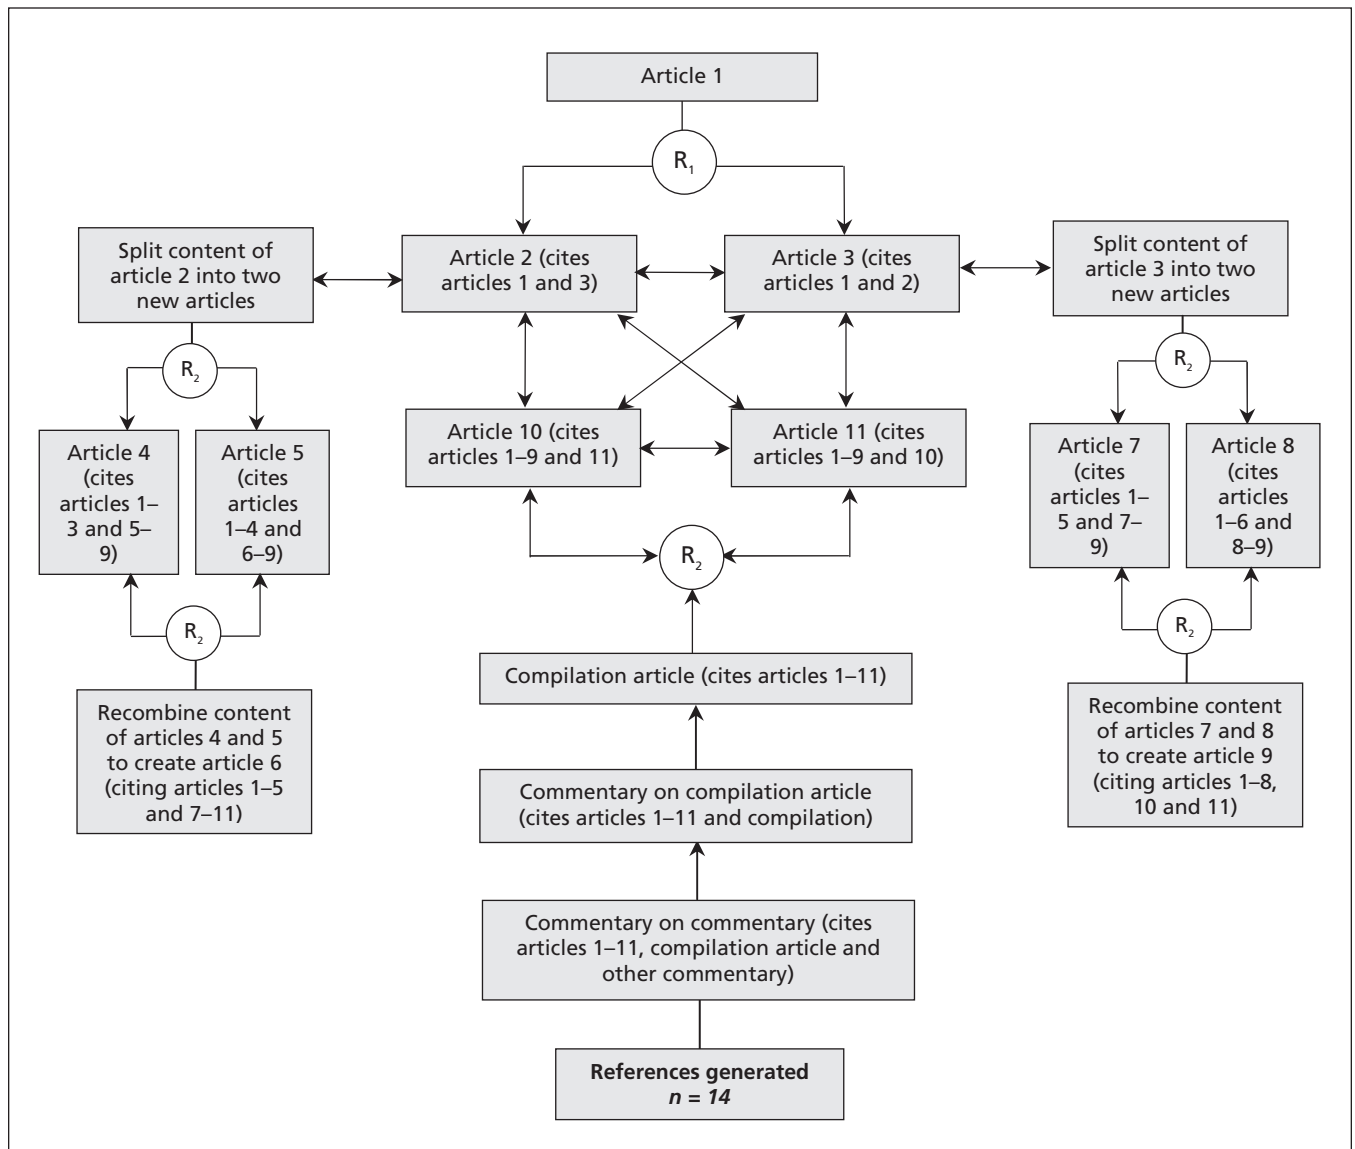 Article 1
R₁
Split content of
article 2 into two
new articles
Article 2 (cites
articles 1 and 3)
Article 3 (cites
articles 1 and 2)
Split content of
article 3 into two
new articles
R₂
R₂
Article 4
(cites
articles 1–
3 and 5–
9)
Article 5
(cites
articles
1–4 and
6–9)
Article 10 (cites
articles 1–9 and 11)
Article 11 (cites
articles 1–9 and 10)
Article 7
(cites
articles 1–
5 and 7–
9)
Article 8
(cites
articles
1–6 and
8–9)
R₂
R₂
R₂
Recombine content
of articles 4 and 5
to create article 6
(citing articles 1–5
and 7–11)
Compilation article (cites articles 1–11)
Recombine content
of articles 7 and 8
to create article 9
(citing articles 1–8,
10 and 11)
Commentary on compilation article
(cites articles 1–11 and compilation)
Commentary on commentary (cites
articles 1–11, compilation article and
other commentary)
References generated
n = 14